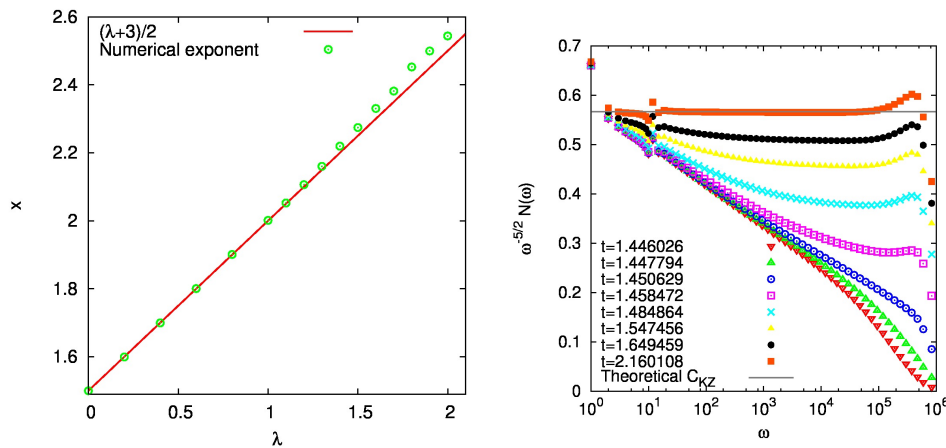 2.6
2.4
2.2
2
1.8
1.6
x
(λ+3)/2
Numerical exponent
0
0.5
1
1.5
2
λ
0.7
0.6
0.5
0.4
0.3
0.2
0.1
0
ω^-5/2 N(ω)
t=1.446026
t=1.447794
t=1.450629
t=1.458472
t=1.484864
t=1.547456
t=1.649459
t=2.160108
Theoretical C_KZ
10^0
10^1
10^2
10^3
10^4
10^5
10^6
ω